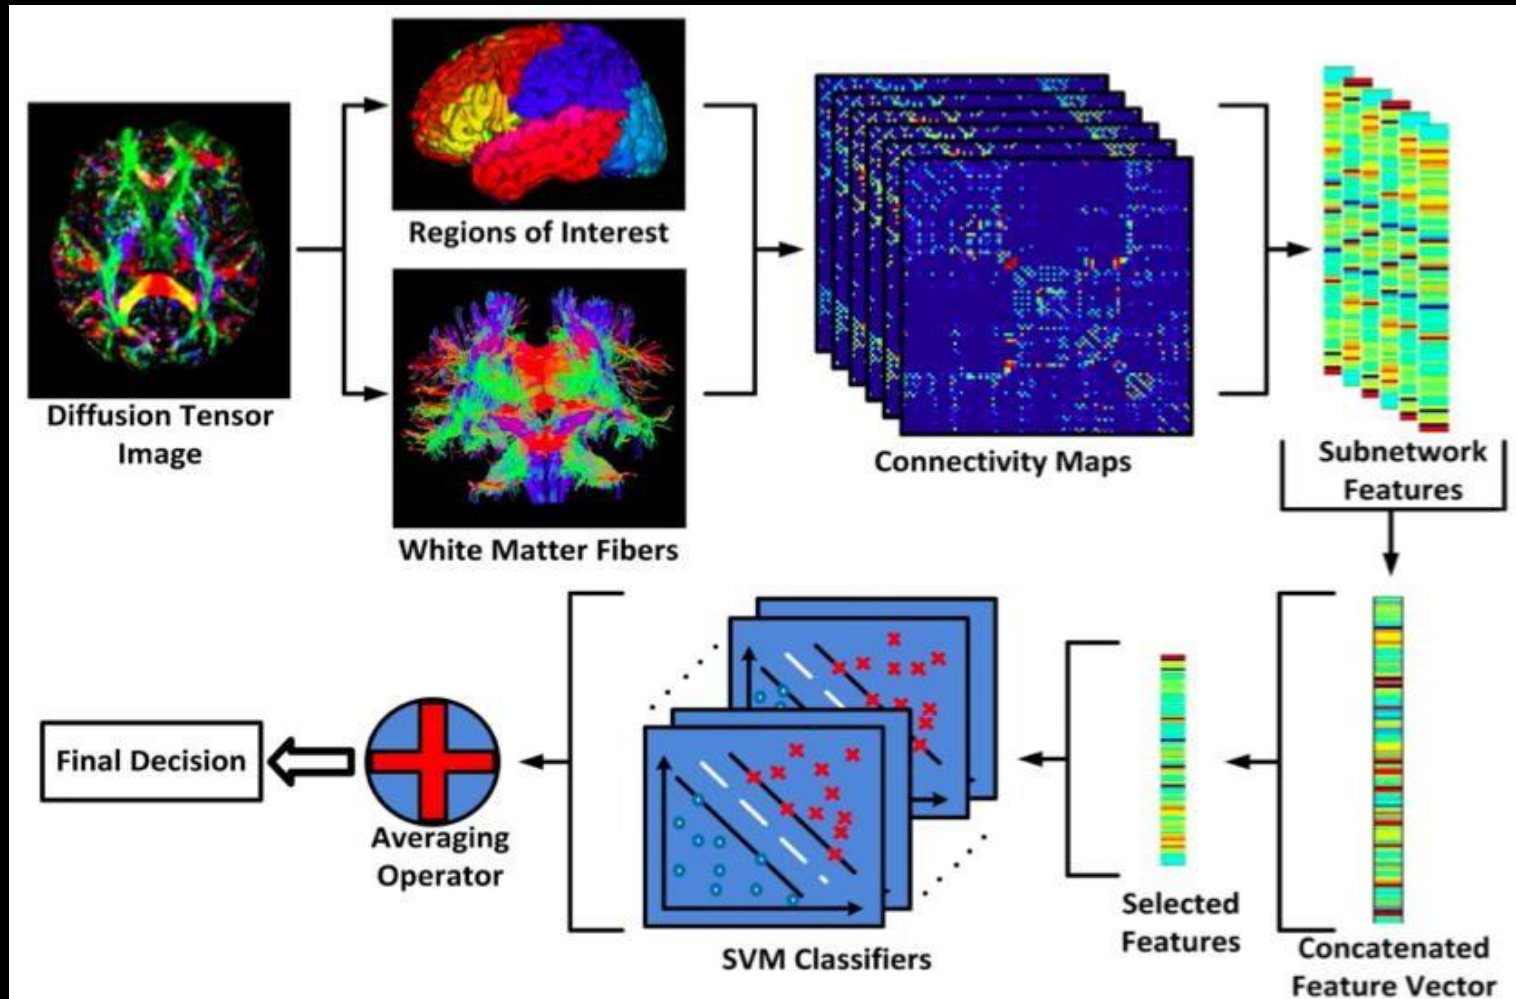 Diffusion Tensor
Image
Regions of Interest
White Matter Fibers
Connectivity Maps
Subnetwork
Features
Concatenated
Feature Vector
Selected
Features
SVM Classifiers
Averaging
Operator
Final Decision